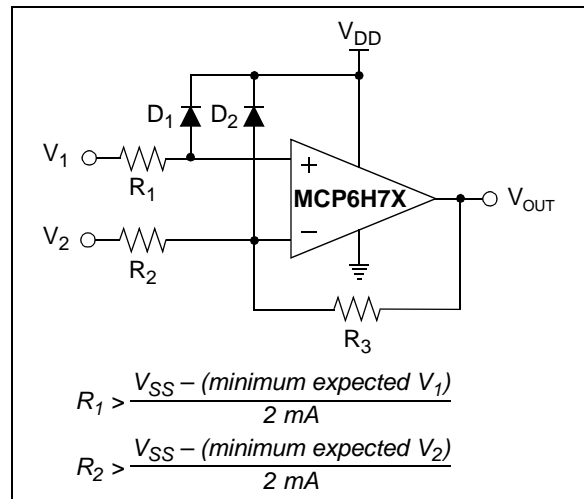 V_DD
D_1 D_2
V_1
R_1
+
MCP6H7X
V_OUT
V_2
R_2
–
R_3
R_1 > V_SS – (minimum expected V_1)
2 mA
R_2 > V_SS – (minimum expected V_2)
2 mA